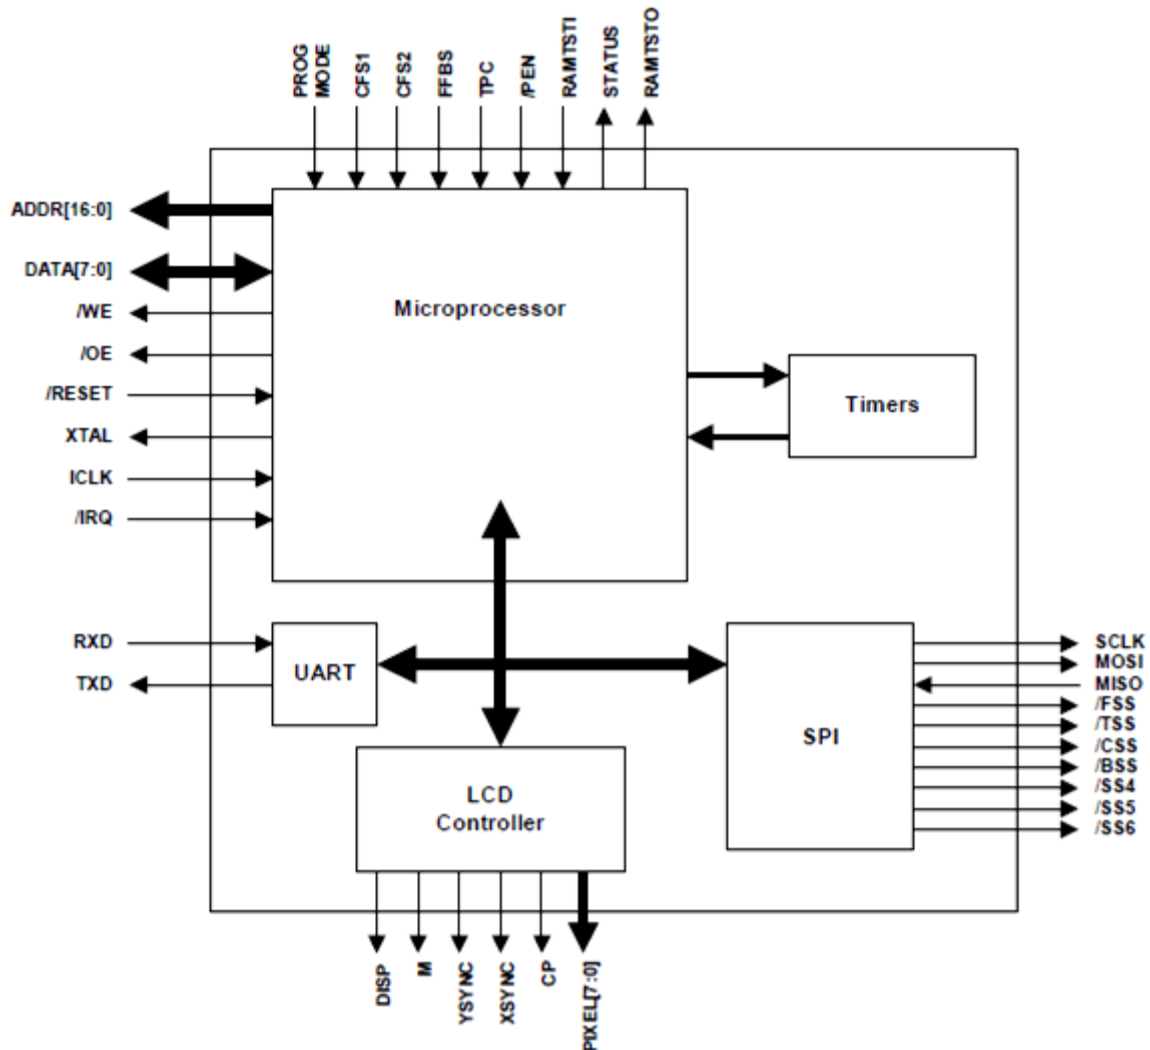 PROG
MODE
CFS1
CFS2
FFBS
TPC
/PEN
RAMTSTI
STATUS
RAMTSTO
ADDR[16:0]
DATA[7:0]
/WE
/OE
/RESET
XTAL
ICLK
/IRQ
Microprocessor
Timers
RXD
TXD
UART
SPI
SCLK
MOSI
MISO
/FSS
/TSS
/CSS
/BSS
/SS4
/SS5
/SS6
LCD
Controller
DISP
M
YSYNC
XSYNC
CP
PIXEL[7:0]